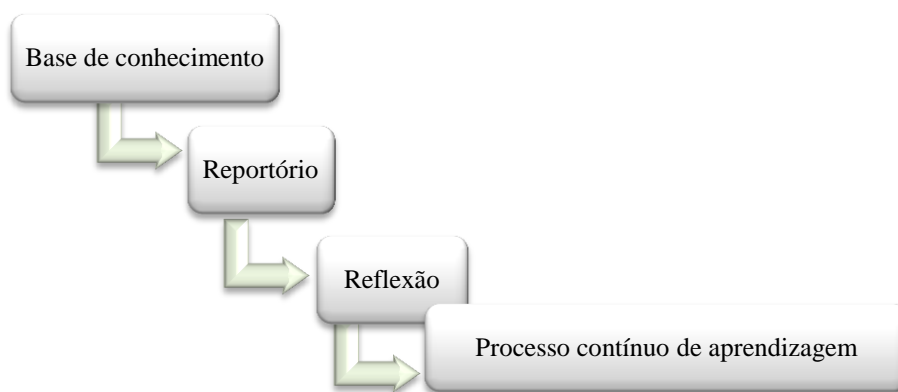 Base de conhecimento
Reportório
Reflexão
Processo contínuo de aprendizagem